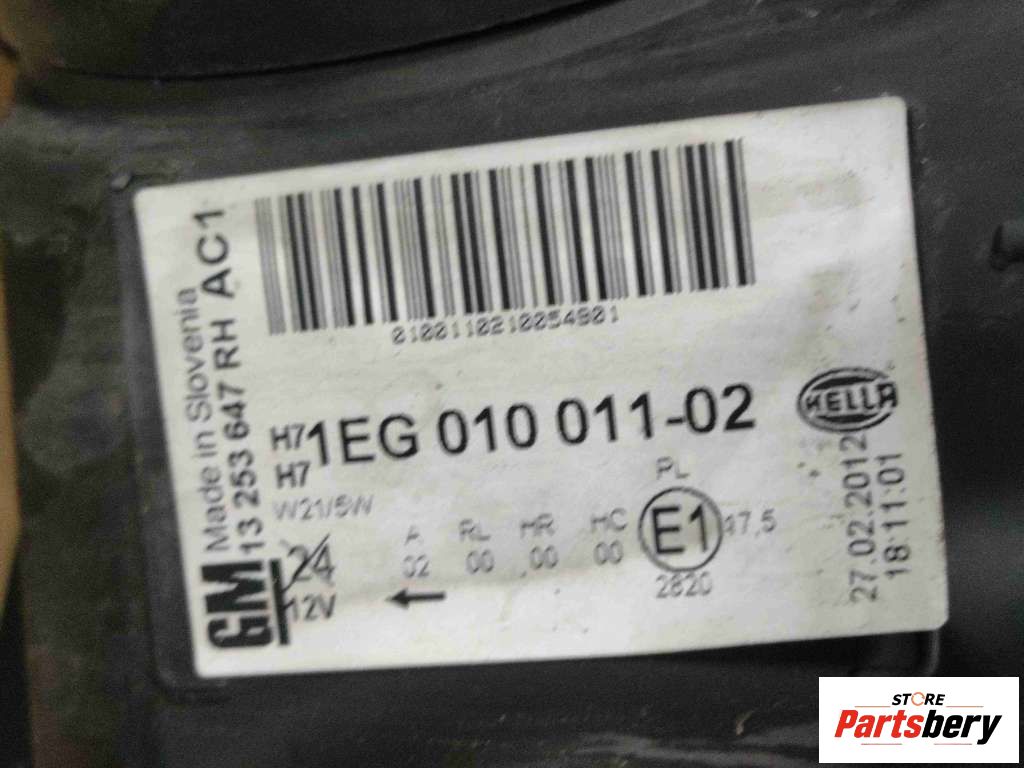 Made in Slovenia
13 253 647 RH AC1
GM
0100110210054901
H7
H7
1EG 010 011-02
HELLA
W21/5W
24
12V
A RL HR HC PL
02 00 00 00 E1 47.5
2820
27.02.2012
18:11:01
STORE
Partsbery